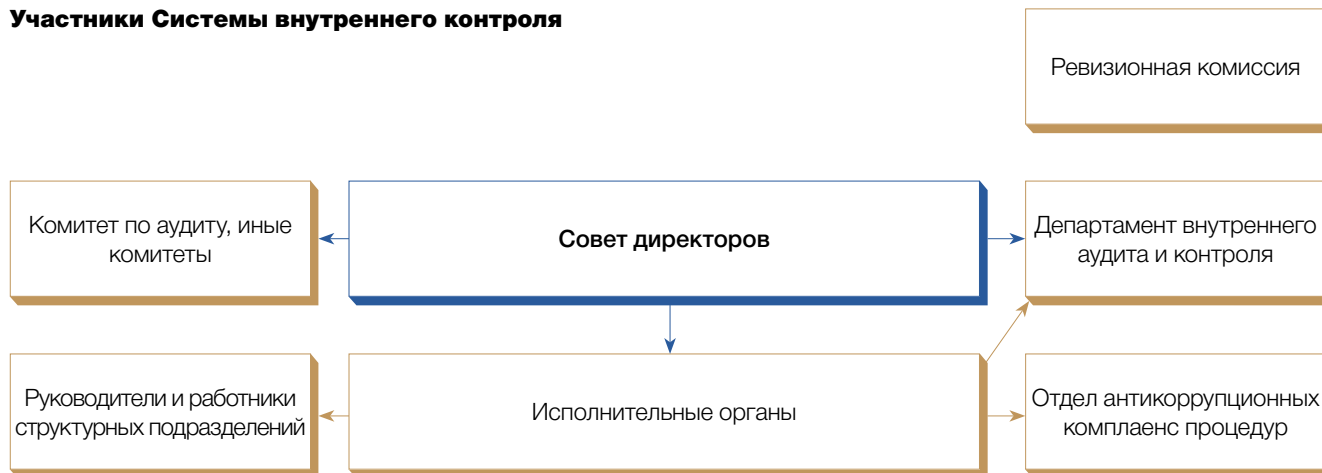 Участники Системы внутреннего контроля
Ревизионная комиссия
Комитет по аудиту, иные
комитеты
Совет директоров
Департамент внутреннего
аудита и контроля
Руководители и работники
структурных подразделений
Исполнительные органы
Отдел антикоррупционных
комплаенс процедур